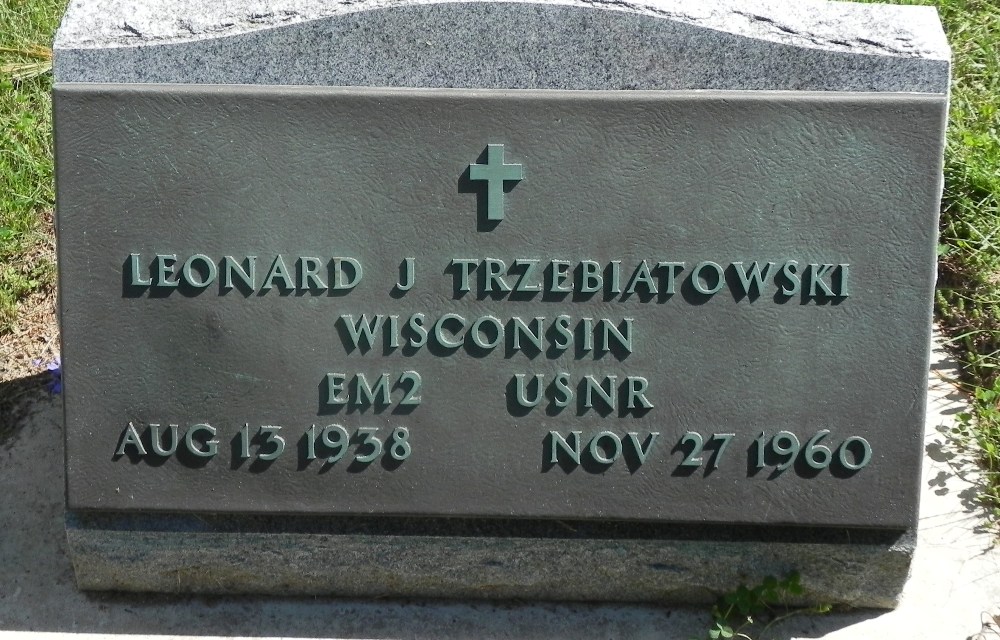 LEONARD J TRZEBIATOWSKI
WISCONSIN
EM2 USNR
AUG 13 1938 NOV 27 1960